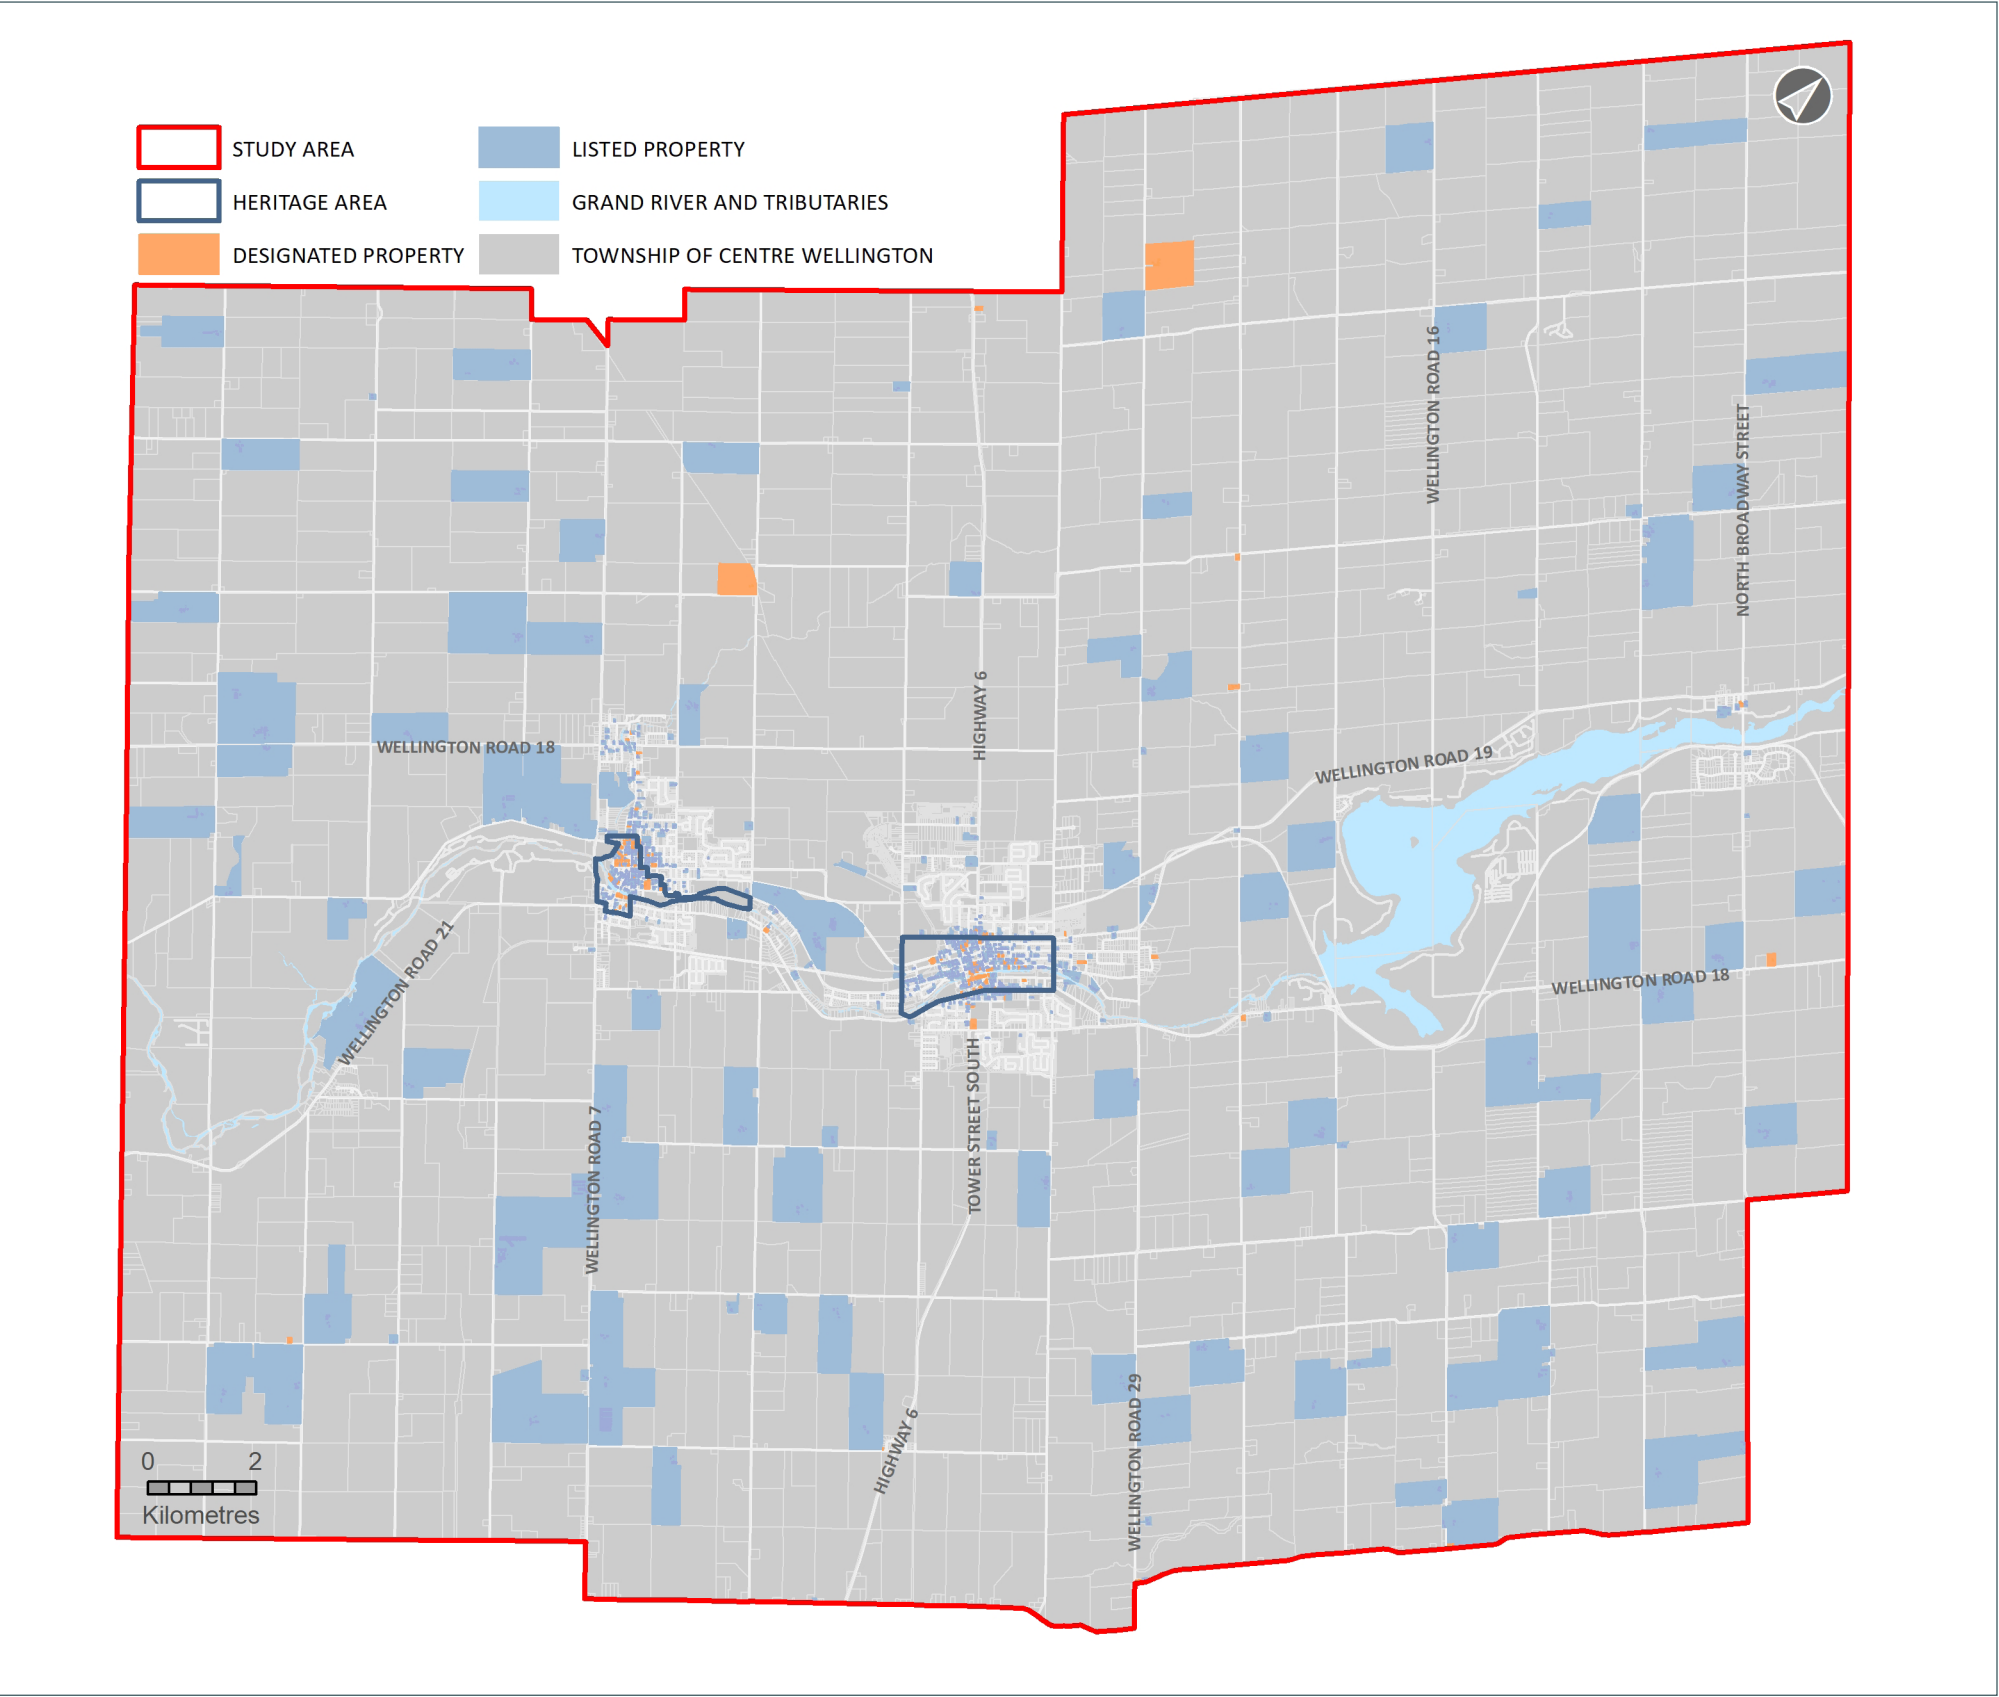 STUDY AREA
HERITAGE AREA
DESIGNATED PROPERTY
LISTED PROPERTY
GRAND RIVER AND TRIBUTARIES
TOWNSHIP OF CENTRE WELLINGTON
WELLINGTON ROAD 16
NORTH BROADWAY STREET
HIGHWAY 6
WELLINGTON ROAD 18
WELLINGTON ROAD 19
WELLINGTON ROAD 21
WELLINGTON ROAD 18
TOWER STREET SOUTH
WELLINGTON ROAD 7
HIGHWAY 6
WELLINGTON ROAD 29
0 2
Kilometres